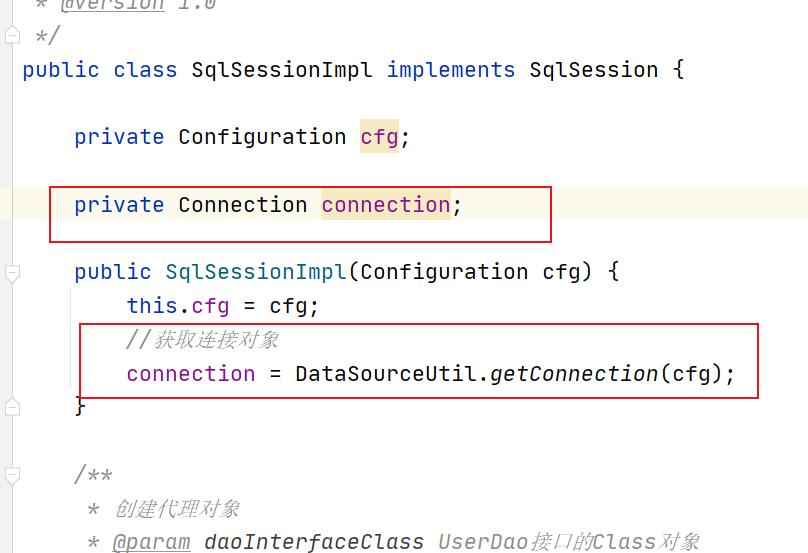 * @version 1.0
*/
public class SqlSessionImpl implements SqlSession {
private Configuration cfg;
private Connection connection;
public SqlSessionImpl(Configuration cfg) {
this.cfg = cfg;
//获取连接对象
connection = DataSourceUtil.getConnection(cfg);
}
/**
* 创建代理对象
* @param daoInterfaceClass UserDao接口的Class对象